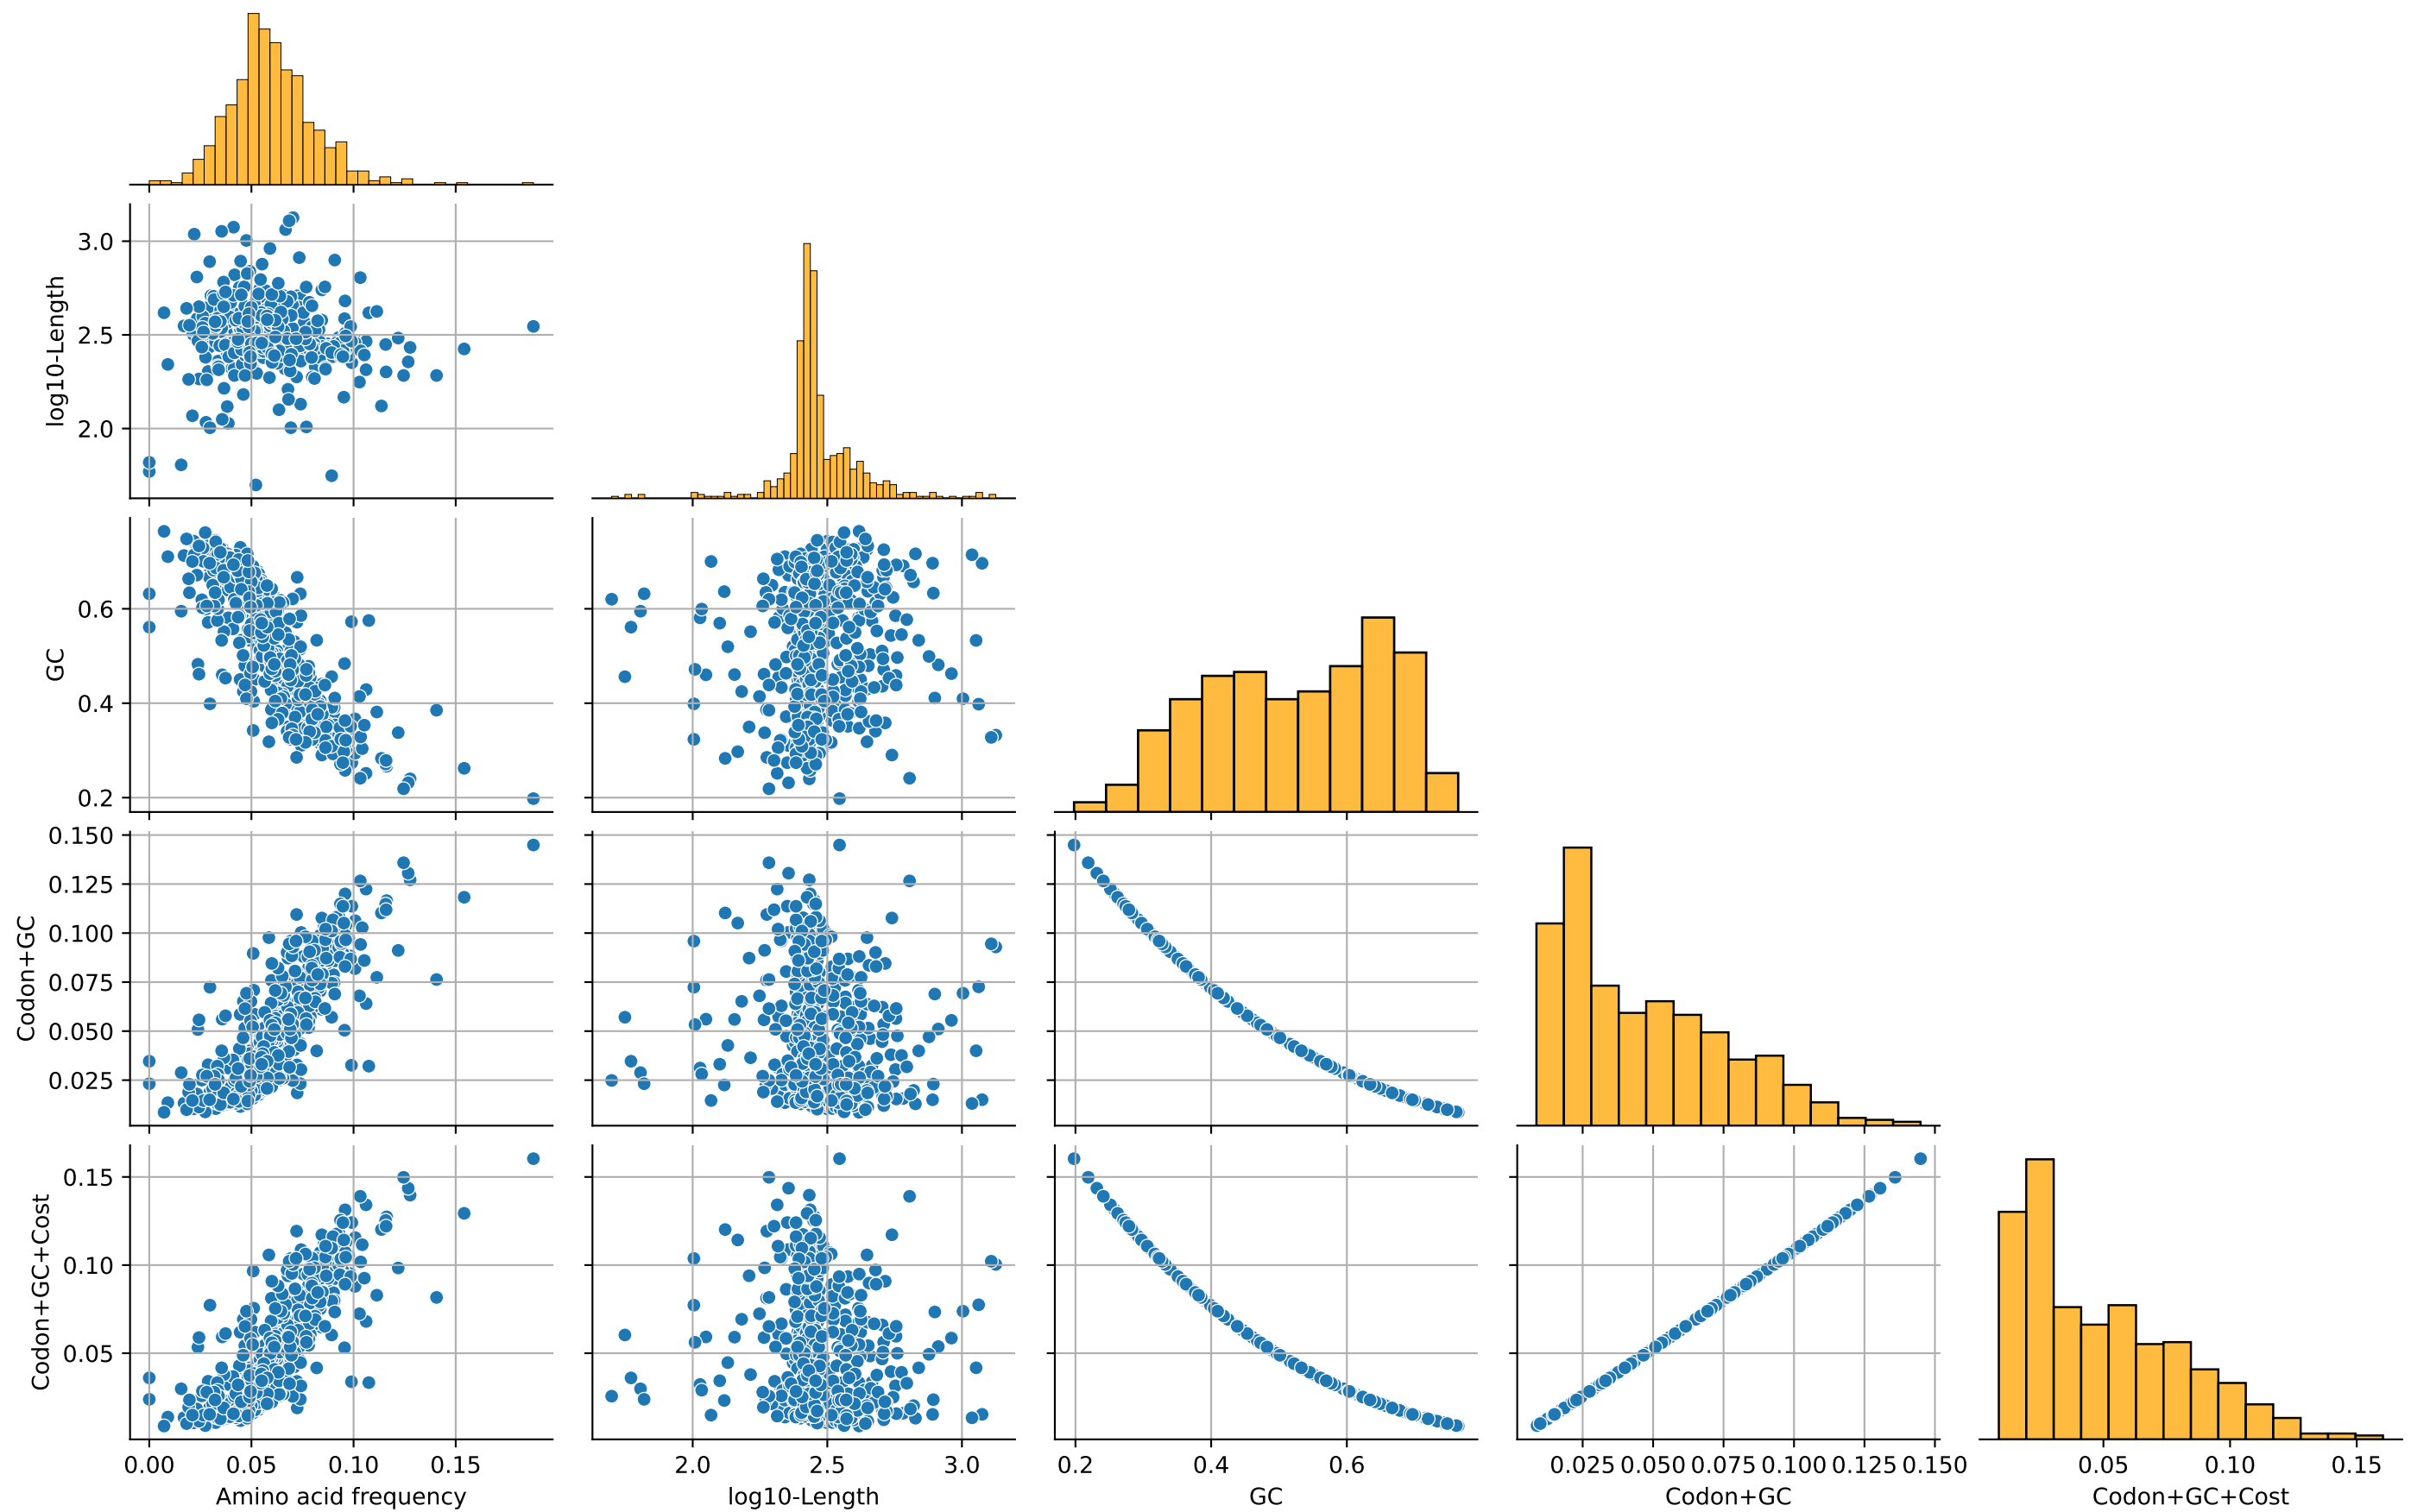 3.0
2.5
2.0
log10-Length
0.6
0.4
0.2
GC
0.150
0.125
0.100
0.075
0.050
0.025
Codon+GC
0.15
0.10
0.05
Codon+GC+Cost
0.00 0.05 0.10 0.15
Amino acid frequency
2.0 2.5 3.0
log10-Length
0.2 0.4 0.6
GC
0.025 0.050 0.075 0.100 0.125 0.150
Codon+GC
0.05 0.10 0.15
Codon+GC+Cost